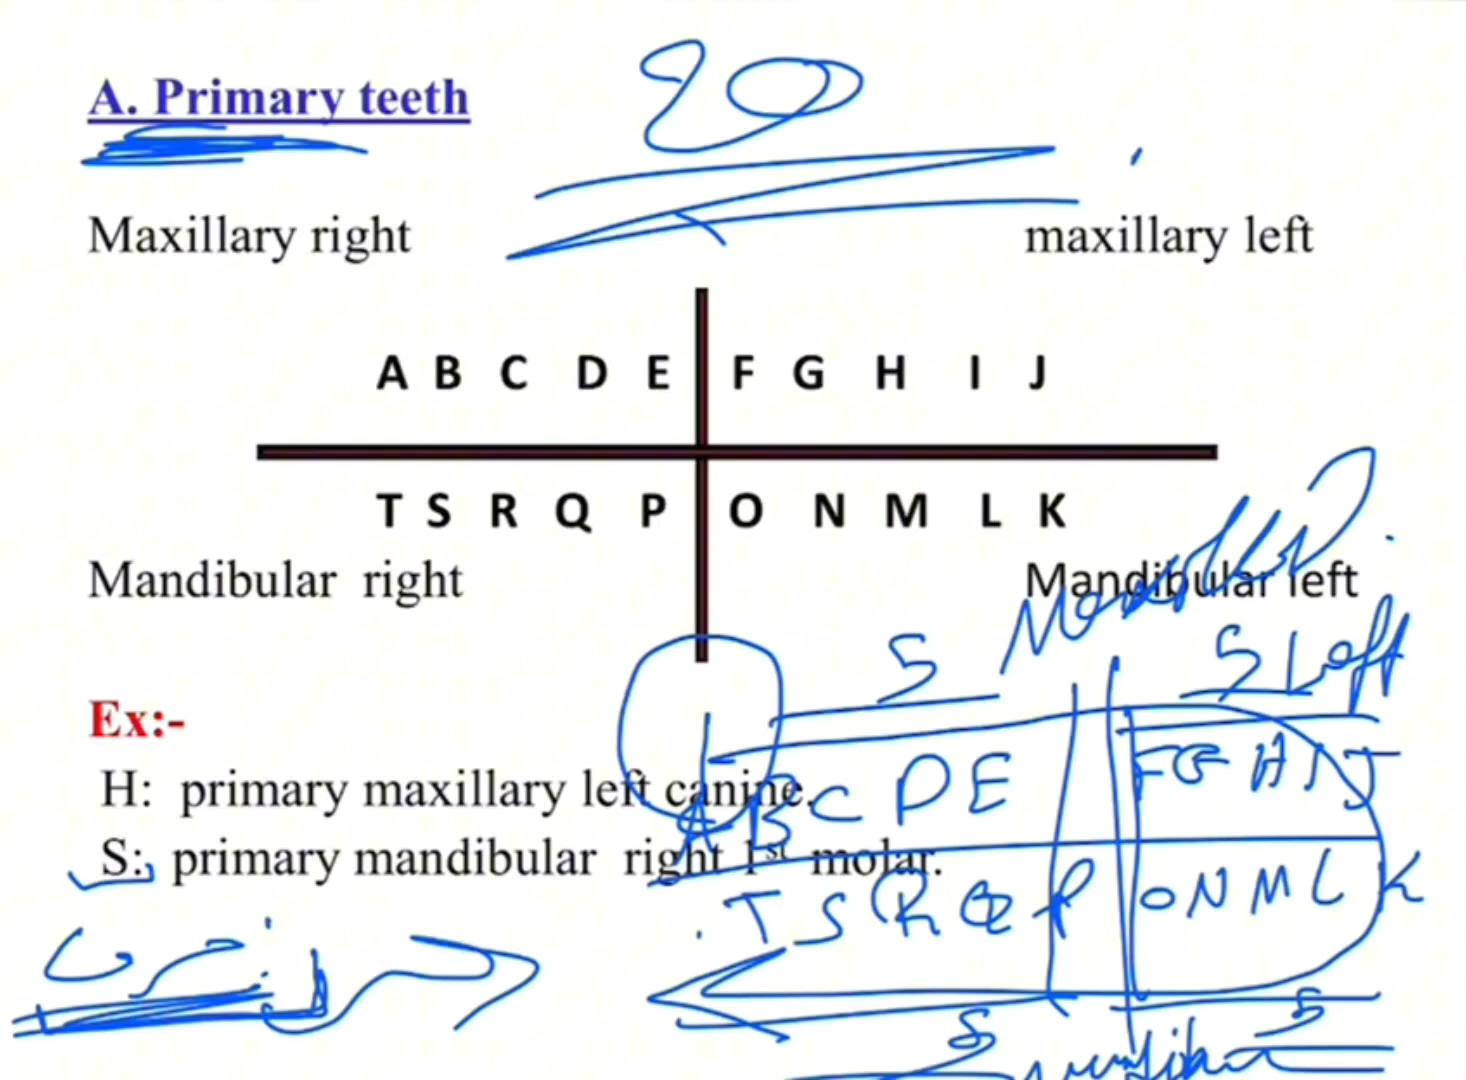 A. Primary teeth
20
Maxillary right maxillary left
A B C D E F G H I J
T S R Q P O N M L K
Mandibular right Mandibular left
5 5 Left
Ex:-
H: primary maxillary left canine.
A B C D E F G H I J
S: primary mandibular right 1st molar.
T S R Q P O N M L K
5 5